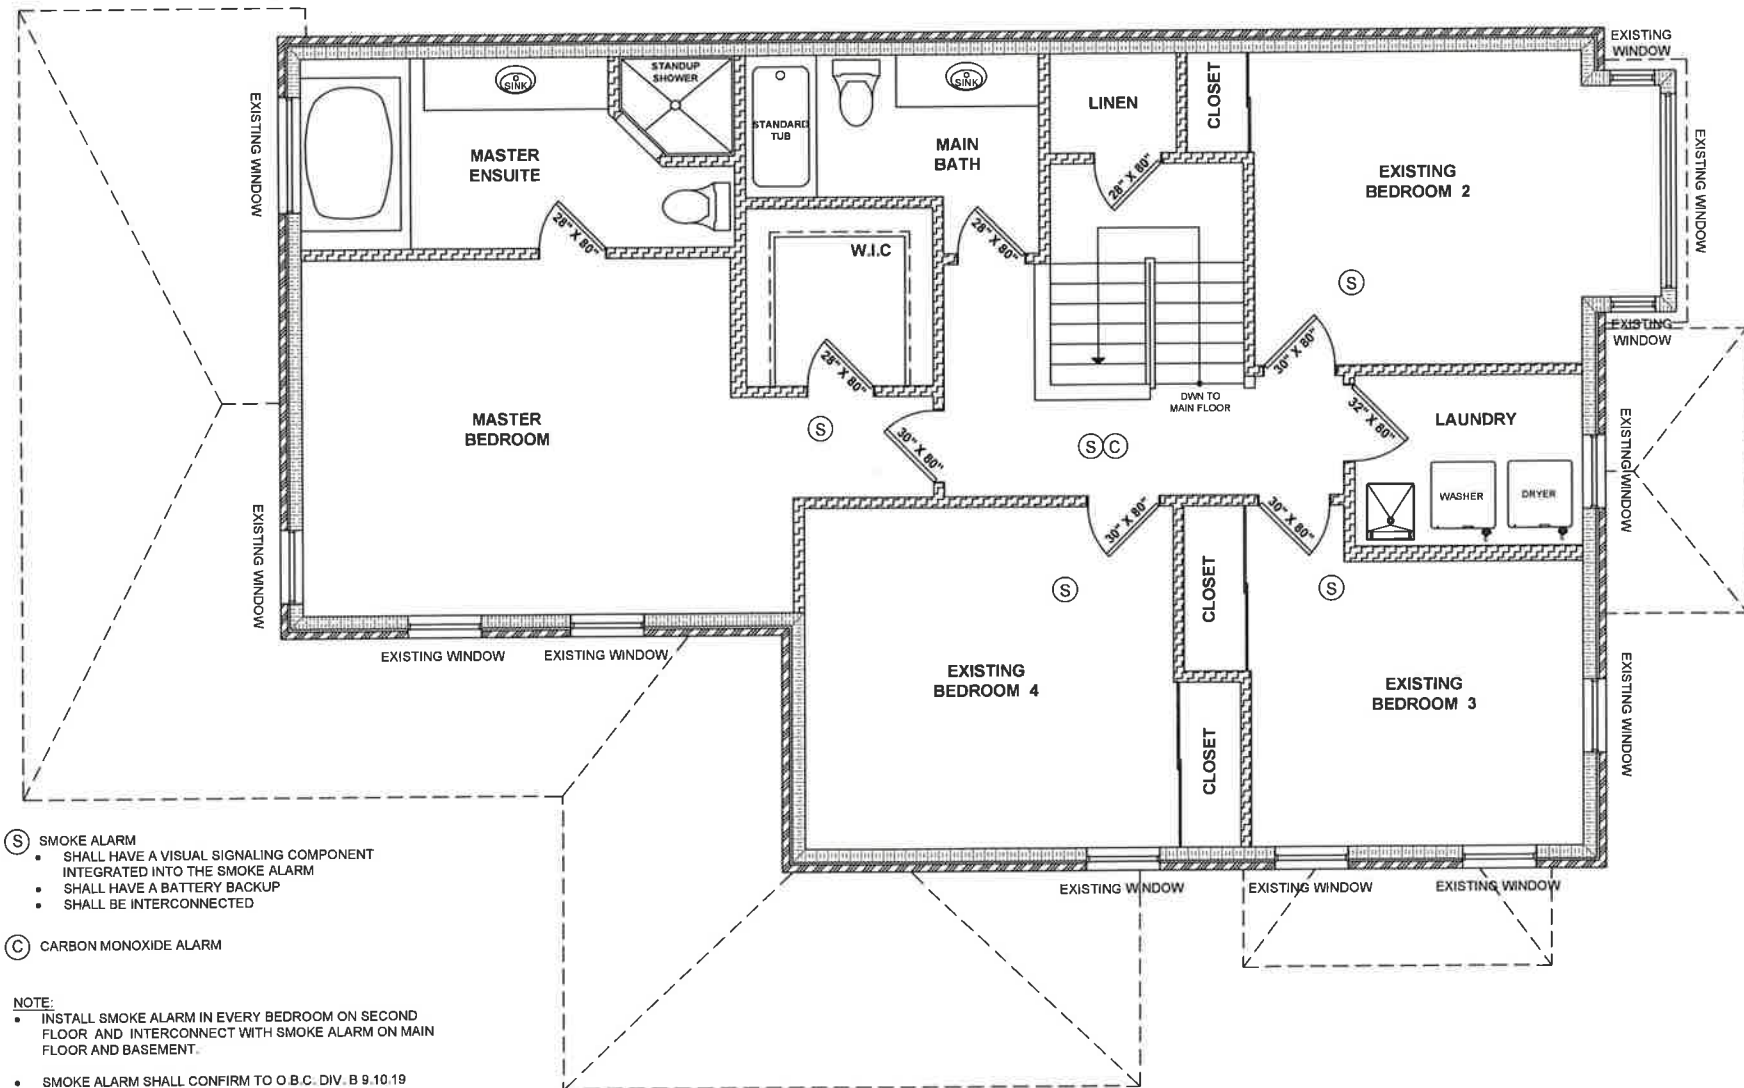 EXISTING
WINDOW
STANDUP
SHOWER
SINK
SINK
CLOSET
LINEN
EXISTING WINDOW
STANDARD
TUB
MASTER
ENSUITE
MAIN
BATH
EXISTING
BEDROOM 2
EXISTING WINDOW
28" X 80"
28" X 80"
28" X 80"
W.I.C
S
EXISTING
WINDOW
28" X 80"
30" X 80"
DWN TO
MAIN FLOOR
32" X 80"
LAUNDRY
MASTER
BEDROOM
S
30" X 80"
S C
EXISTING WINDOW
WASHER
DRYER
30" X 80"
30" X 80"
EXISTING WINDOW
CLOSET
S
S
EXISTING WINDOW
EXISTING WINDOW
EXISTING
BEDROOM 4
EXISTING
BEDROOM 3
EXISTING WINDOW
CLOSET
EXISTING WINDOW
EXISTING WINDOW
EXISTING WINDOW
S SMOKE ALARM
• SHALL HAVE A VISUAL SIGNALING COMPONENT
INTEGRATED INTO THE SMOKE ALARM
• SHALL HAVE A BATTERY BACKUP
• SHALL BE INTERCONNECTED
C CARBON MONOXIDE ALARM
NOTE:
• INSTALL SMOKE ALARM IN EVERY BEDROOM ON SECOND
FLOOR AND INTERCONNECT WITH SMOKE ALARM ON MAIN
FLOOR AND BASEMENT.
• SMOKE ALARM SHALL CONFIRM TO O.B.C. DIV. B 9.10.19